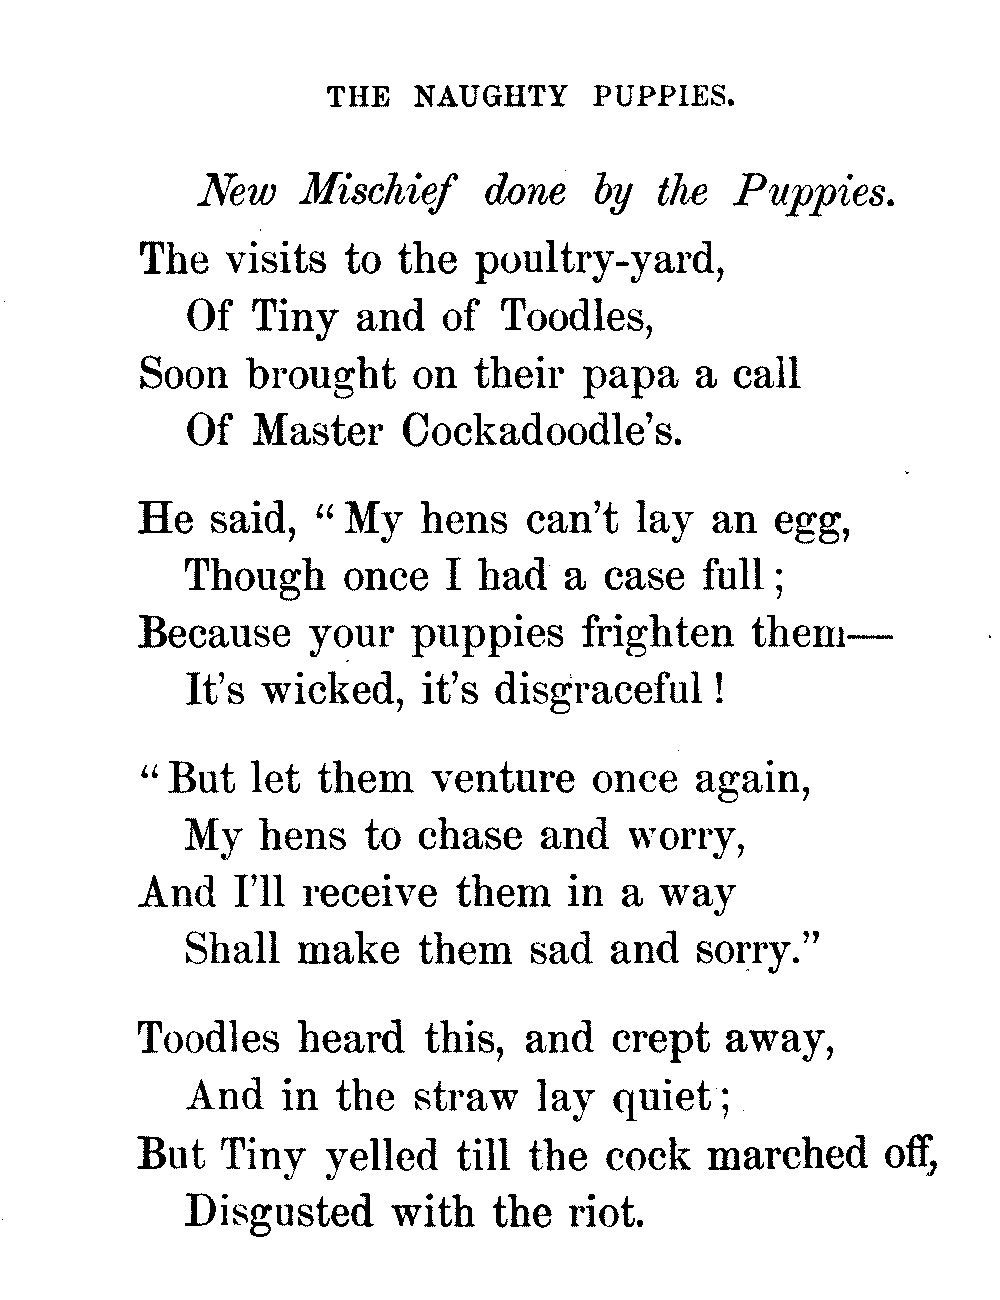 THE NAUGHTY PUPPIES.
New Mischief done by the Puppies.
The visits to the poultry-yard,
Of Tiny and of Toodles,
Soon brought on their papa a call
Of Master Cockadoodle's.
He said, “My hens can't lay an egg,
Though once I had a case full;
Because your puppies frighten them—
It's wicked, it's disgraceful!
“But let them venture once again,
My hens to chase and worry,
And I'll receive them in a way
Shall make them sad and sorry.”
Toodles heard this, and crept away,
And in the straw lay quiet;
But Tiny yelled till the cock marched off,
Disgusted with the riot.